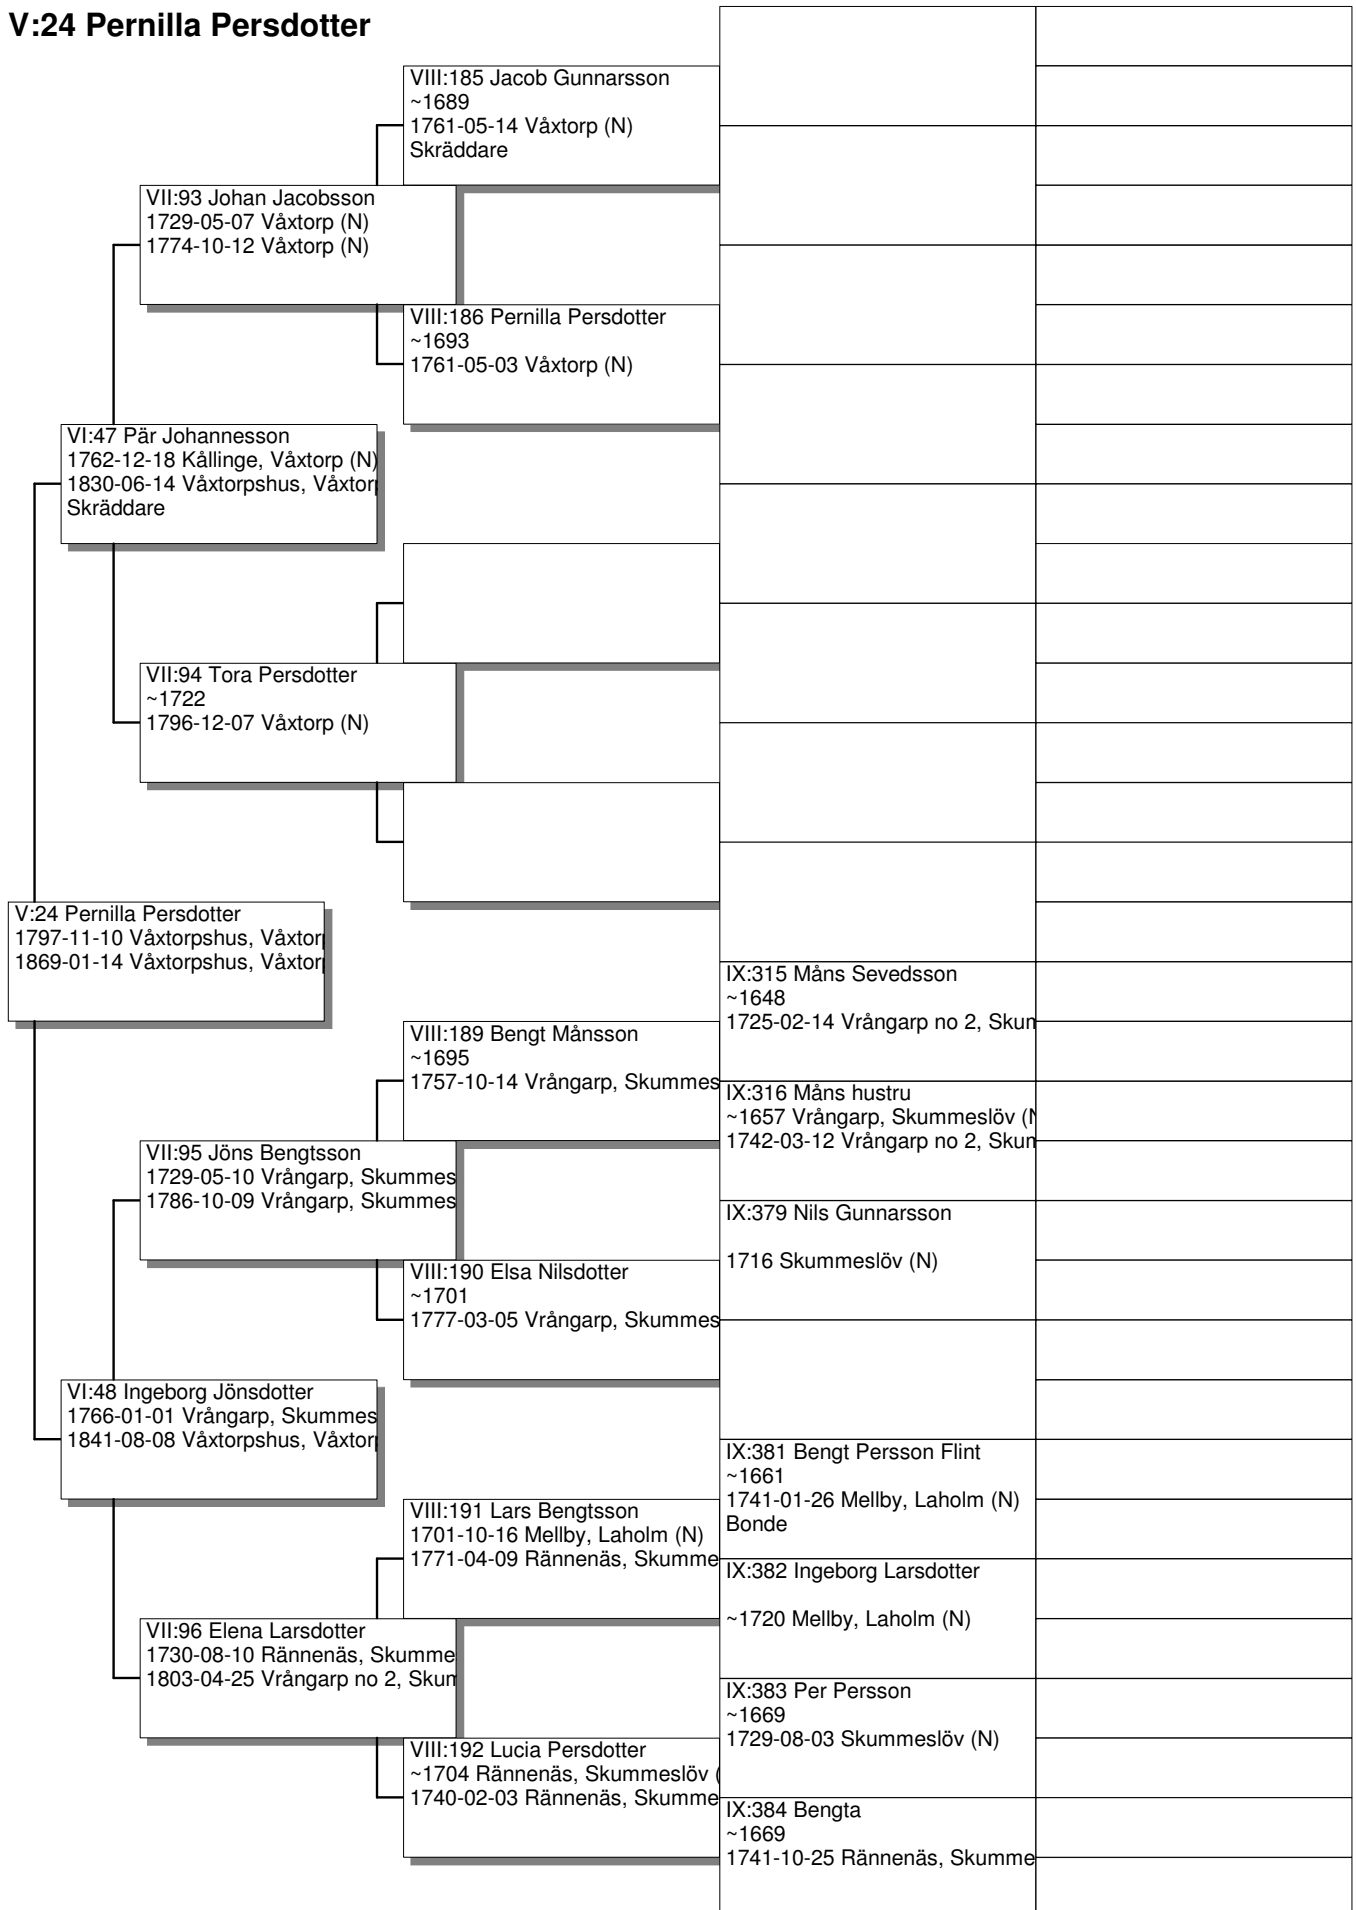 V:24 Pernilla Persdotter
VIII:185 Jacob Gunnarsson
~1689
1761-05-14 Våxtorp (N)
Skräddare
VII:93 Johan Jacobsson
1729-05-07 Våxtorp (N)
1774-10-12 Våxtorp (N)
VIII:186 Pernilla Persdotter
~1693
1761-05-03 Våxtorp (N)
VI:47 Pär Johannesson
1762-12-18 Kållinge, Våxtorp (N)
1830-06-14 Våxtorpshus, Våxtorp
Skräddare
VII:94 Tora Persdotter
~1722
1796-12-07 Våxtorp (N)
V:24 Pernilla Persdotter
1797-11-10 Våxtorpshus, Våxtorp
1869-01-14 Våxtorpshus, Våxtorp
IX:315 Måns Sevedsson
~1648
1725-02-14 Vrångarp no 2, Skum
VIII:189 Bengt Månsson
~1695
1757-10-14 Vrångarp, Skummes
IX:316 Måns hustru
~1657 Vrångarp, Skummeslöv (N
1742-03-12 Vrångarp no 2, Skum
VII:95 Jöns Bengtsson
1729-05-10 Vrångarp, Skummes
1786-10-09 Vrångarp, Skummes
IX:379 Nils Gunnarsson
1716 Skummeslöv (N)
VIII:190 Elsa Nilsdotter
~1701
1777-03-05 Vrångarp, Skummes
VI:48 Ingeborg Jönsdotter
1766-01-01 Vrångarp, Skummes
1841-08-08 Våxtorpshus, Våxtorp
IX:381 Bengt Persson Flint
~1661
1741-01-26 Mellby, Laholm (N)
Bonde
VIII:191 Lars Bengtsson
1701-10-16 Mellby, Laholm (N)
1771-04-09 Rännenäs, Skumme
IX:382 Ingeborg Larsdotter
~1720 Mellby, Laholm (N)
VII:96 Elena Larsdotter
1730-08-10 Rännenäs, Skumme
1803-04-25 Vrångarp no 2, Skum
IX:383 Per Persson
~1669
1729-08-03 Skummeslöv (N)
VIII:192 Lucia Persdotter
~1704 Rännenäs, Skummeslöv (
1740-02-03 Rännenäs, Skumme
IX:384 Bengta
~1669
1741-10-25 Rännenäs, Skumme